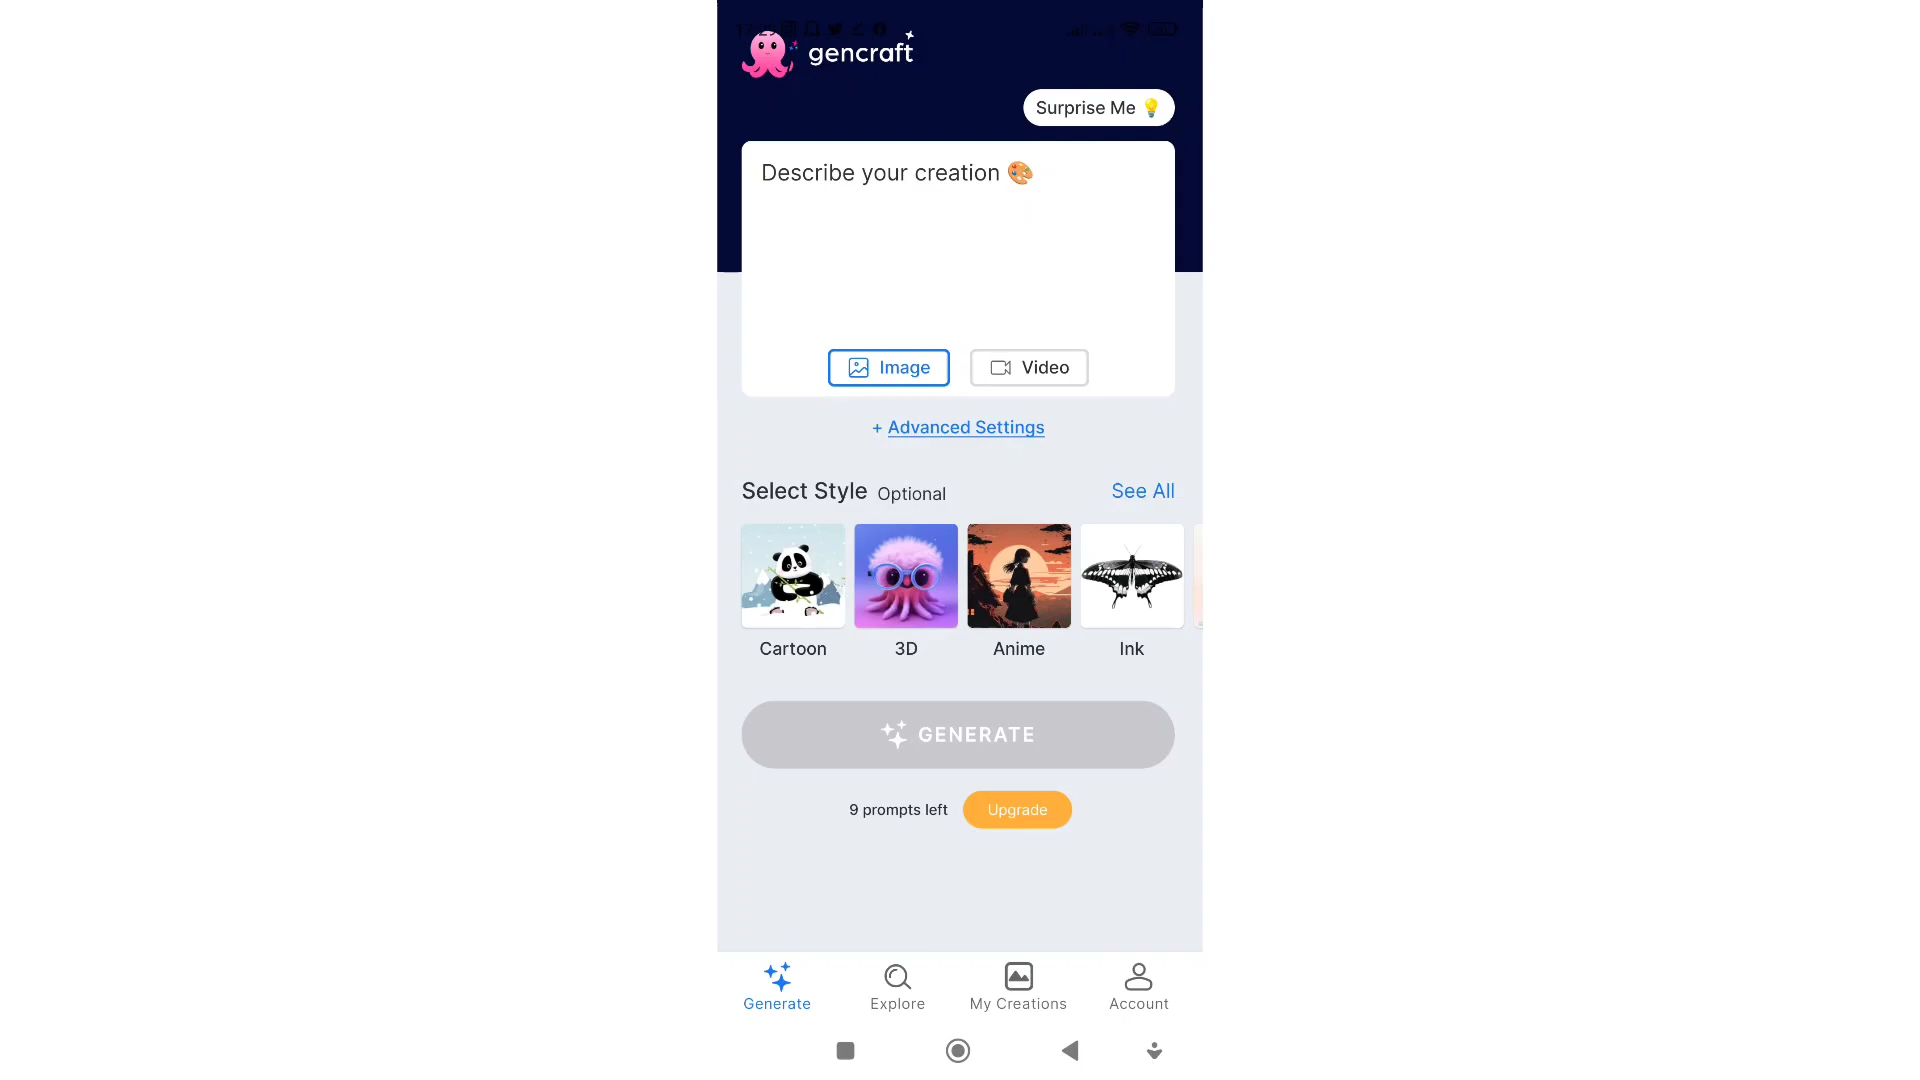 gencraft
Surprise Me 💡
Describe your creation 🎨
Image Video
+ Advanced Settings
Select Style Optional See All
Cartoon 3D Anime Ink
GENERATE
9 prompts left Upgrade
Generate Explore My Creations Account